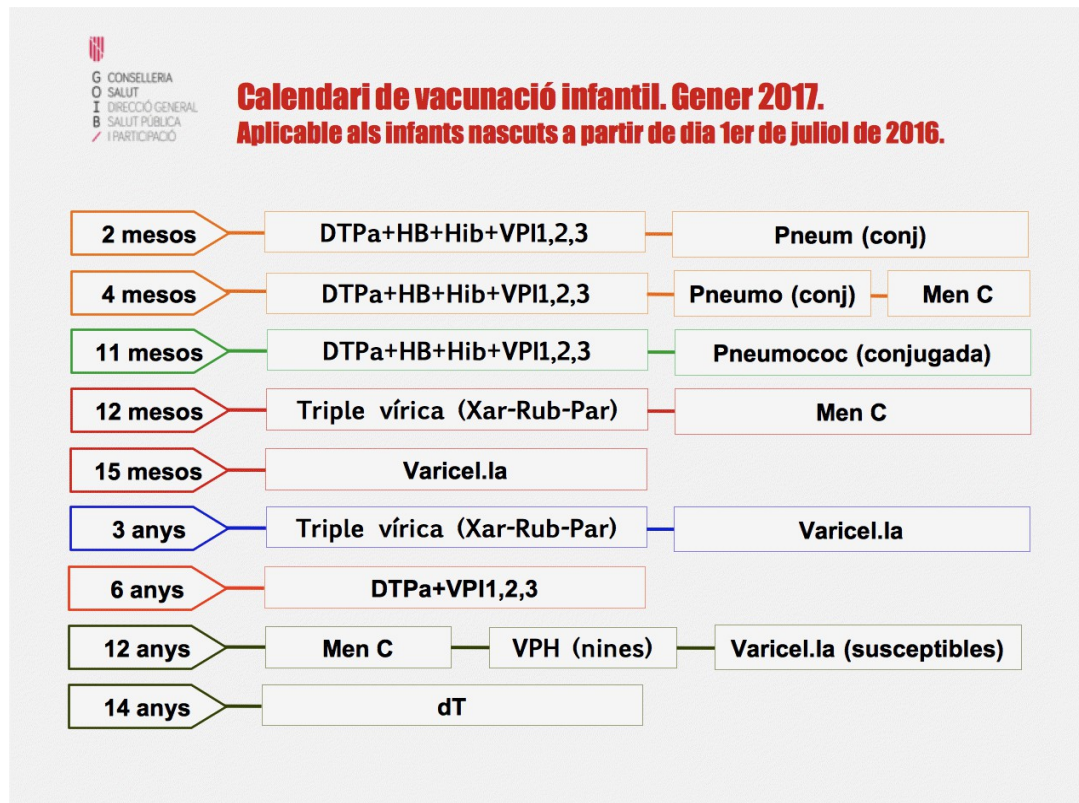 G CONSELLERIA
O SALUT
I DIRECCIÓ GENERAL
B SALUT PÚBLICA
/ I PARTICIPACIÓ
Calendari de vacunació infantil. Gener 2017.
Aplicable als infants nascuts a partir de dia 1er de juliol de 2016.
2 mesos DTPa+HB+Hib+VPI1,2,3 Pneum (conj)
4 mesos DTPa+HB+Hib+VPI1,2,3 Pneumo (conj) Men C
11 mesos DTPa+HB+Hib+VPI1,2,3 Pneumococ (conjugada)
12 mesos Triple vírica (Xar-Rub-Par) Men C
15 mesos Varicel.la
3 anys Triple vírica (Xar-Rub-Par) Varicel.la
6 anys DTPa+VPI1,2,3
12 anys Men C VPH (nines) Varicel.la (susceptibles)
14 anys dT